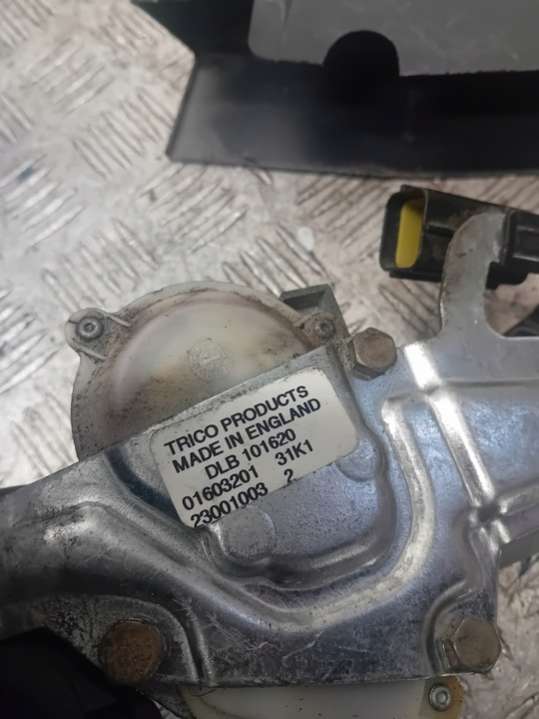 TRICO PRODUCTS
MADE IN ENGLAND
DLB 101620
01603201 31K1
23001003 2